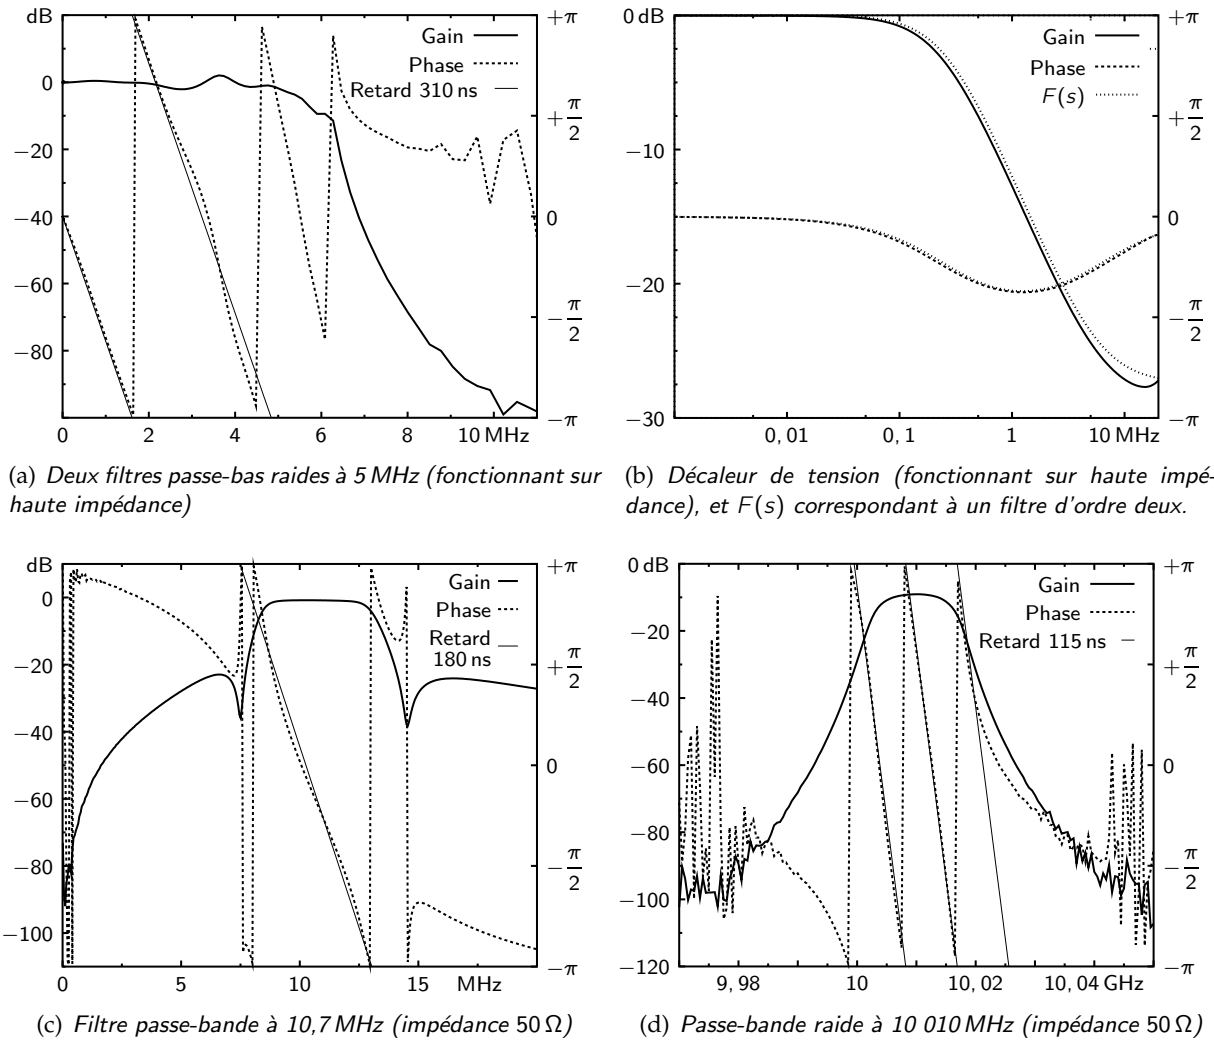 dB
0
−20
−40
−60
−80
0
2
4
6
8
10 MHz
+π
+π/2
0
−π/2
−π
Gain
Phase
Retard 310 ns
(a) Deux filtres passe-bas raides à 5 MHz (fonctionnant sur
haute impédance)
0 dB
−10
−20
−30
0,01
0,1
1
10 MHz
+π
+π/2
0
−π/2
−π
Gain
Phase
F(s)
(b) Décaleur de tension (fonctionnant sur haute impé-
dance), et F(s) correspondant à un filtre d'ordre deux.
dB
0
−20
−40
−60
−80
−100
0
5
10
15
MHz
+π
+π/2
0
−π/2
−π
Gain
Phase
Retard
180 ns
(c) Filtre passe-bande à 10,7 MHz (impédance 50 Ω)
0 dB
−20
−40
−60
−80
−100
−120
9,98
10
10,02
10,04 GHz
+π
+π/2
0
−π/2
−π
Gain
Phase
Retard 115 ns
(d) Passe-bande raide à 10 010 MHz (impédance 50 Ω)